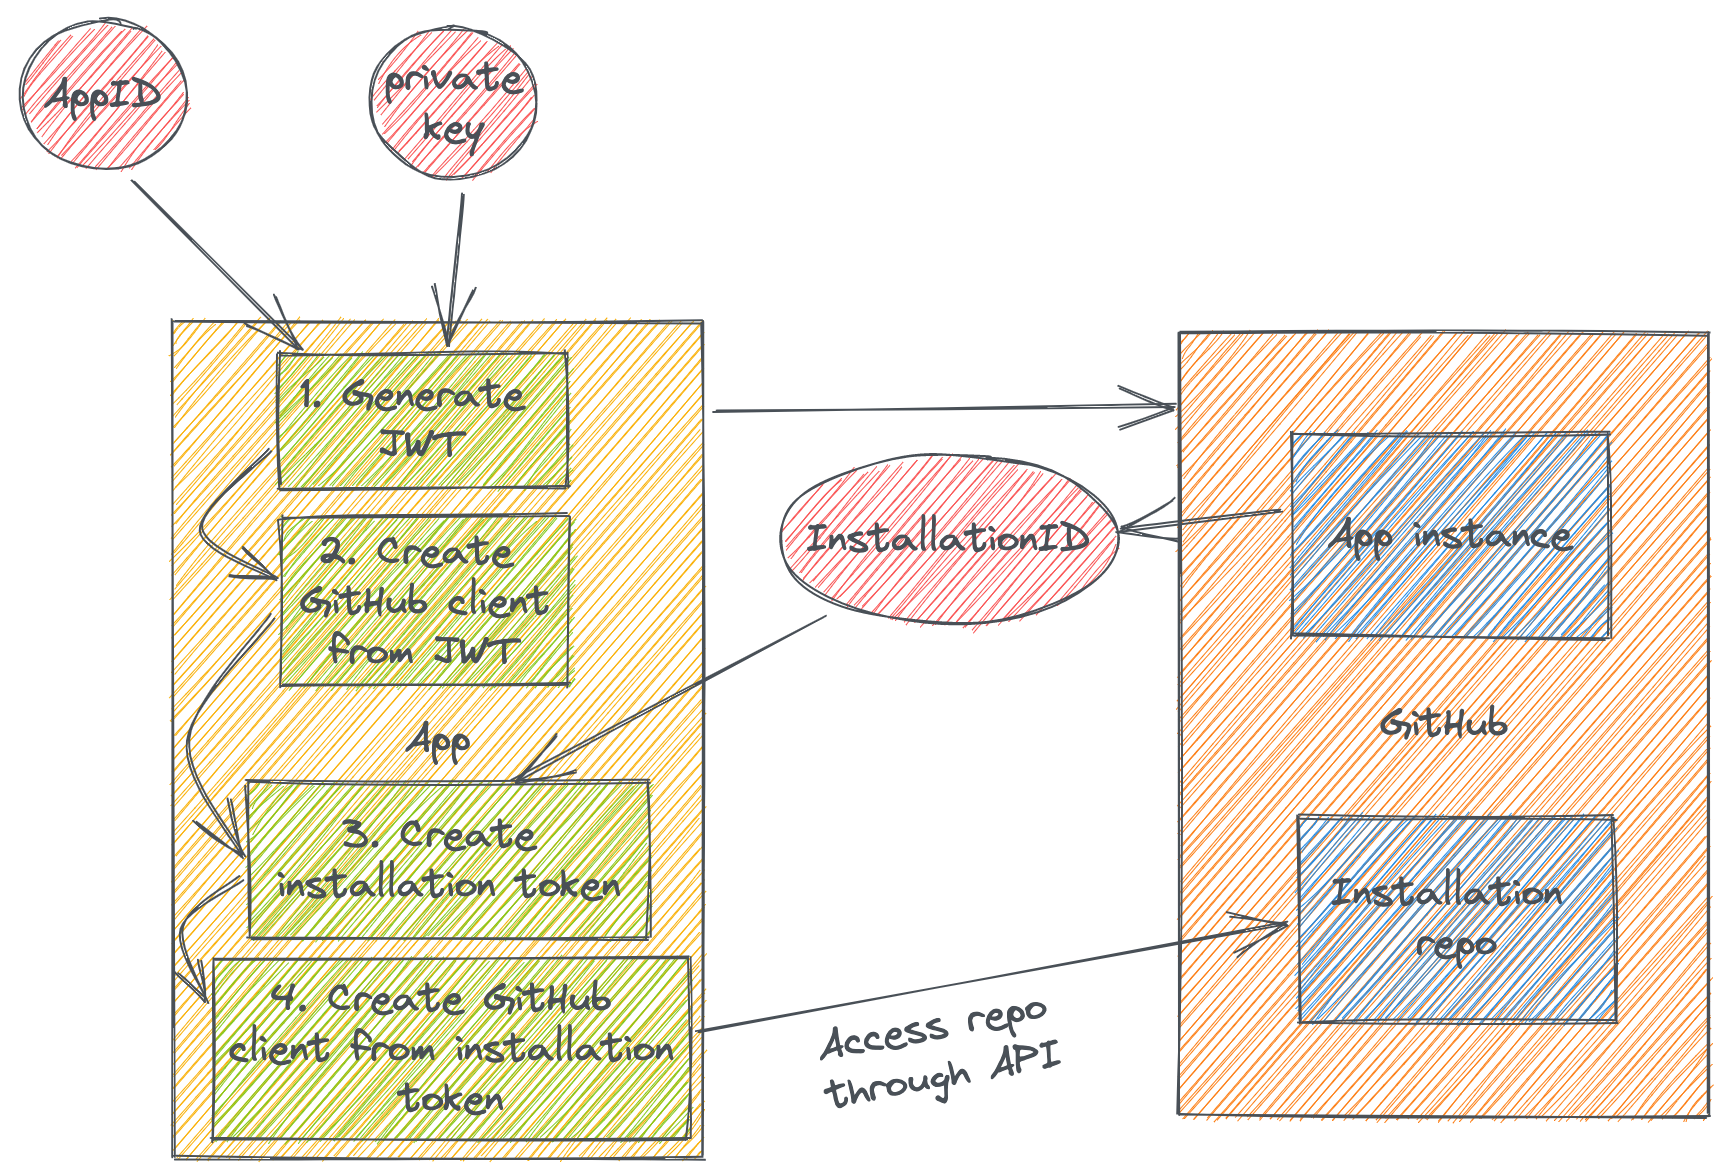 AppID
private
key
1. Generate
JWT
2. Create
GitHub client
from JWT
App
3. Create
installation token
4. Create GitHub
client from installation
token
InstallationID
Access repo
through API
App instance
GitHub
Installation
repo